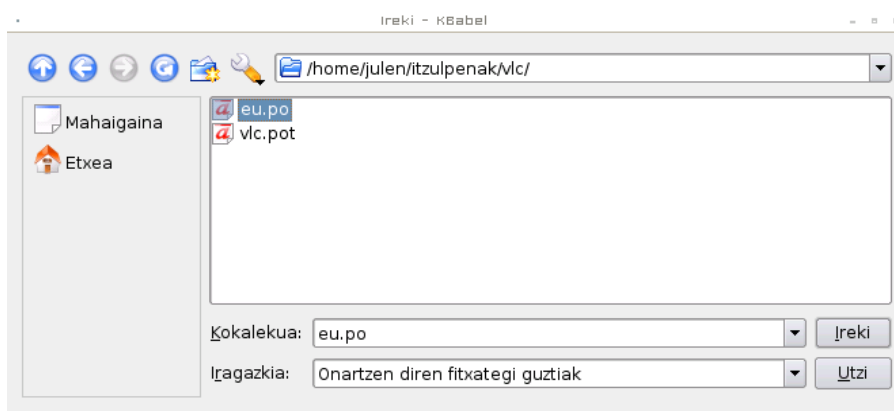 Ireki - KBabel
/home/julen/itzulpenak/vlc/
Mahaigaina
Etxea
eu.po
vlc.pot
Kokalekua: eu.po Ireki
Iragazkia: Onartzen diren fitxategi guztiak Utzi